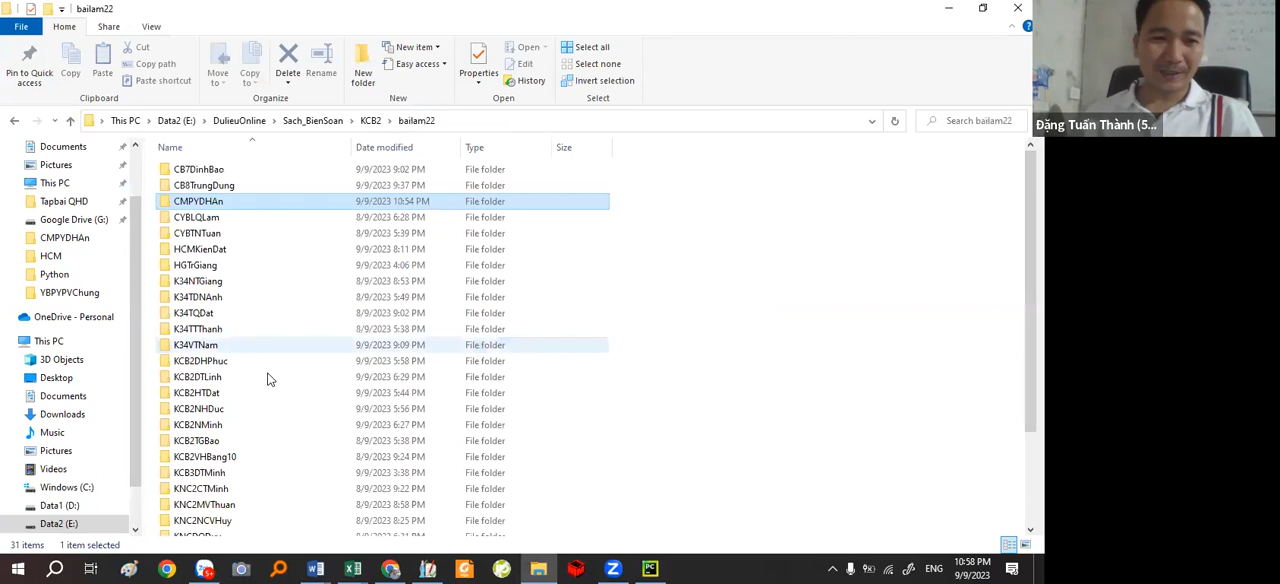 bailam22
File
Home
Share
View
Pin to Quick access
Copy
Paste
Cut
Copy path
Paste shortcut
Clipboard
Move to
Copy to
Delete
Rename
Organize
New folder
New item
Easy access
New
Properties
Open
Edit
History
Open
Select all
Select none
Invert selection
Select
This PC > Data2 (E:) > DulieuOnline > Sach_BienSoan > KCB2 > bailam22
Search bailam22
Đặng Tuấn Thành (5...
Documents
Pictures
This PC
Tapbai QHD
Google Drive (G:)
CMPYDHAn
HCM
Python
YBPYPVChung
OneDrive - Personal
This PC
3D Objects
Desktop
Documents
Downloads
Music
Pictures
Videos
Windows (C:)
Data1 (D:)
Data2 (E:)
Name Date modified Type Size
CB7DinhBao 9/9/2023 9:02 PM File folder
CB8TrungDung 9/9/2023 9:37 PM File folder
CMPYDHAn 9/9/2023 10:54 PM File folder
CYBLQLam 8/9/2023 6:28 PM File folder
CYBTNTuan 8/9/2023 5:39 PM File folder
HCMKienDat 9/9/2023 8:11 PM File folder
HGTrGiang 9/9/2023 4:06 PM File folder
K34NTGiang 8/9/2023 8:53 PM File folder
K34TDNAnh 8/9/2023 5:49 PM File folder
K34TQDat 8/9/2023 9:02 PM File folder
K34TTThanh 8/9/2023 5:38 PM File folder
K34VTNam 9/9/2023 9:09 PM File folder
KCB2DHPhuc 9/9/2023 5:58 PM File folder
KCB2DTLinh 9/9/2023 6:29 PM File folder
KCB2HTDat 9/9/2023 5:44 PM File folder
KCB2NHDuc 9/9/2023 5:56 PM File folder
KCB2NMinh 9/9/2023 6:27 PM File folder
KCB2TGBao 8/9/2023 5:38 PM File folder
KCB2VHBang10 8/9/2023 9:24 PM File folder
KCB3DTMinh 9/9/2023 3:38 PM File folder
KNC2CTMinh 8/9/2023 9:22 PM File folder
KNC2MVThuan 8/9/2023 8:58 PM File folder
KNC2NCVHuy 8/9/2023 8:25 PM File folder
31 items 1 item selected
ENG
10:58 PM
9/9/2023